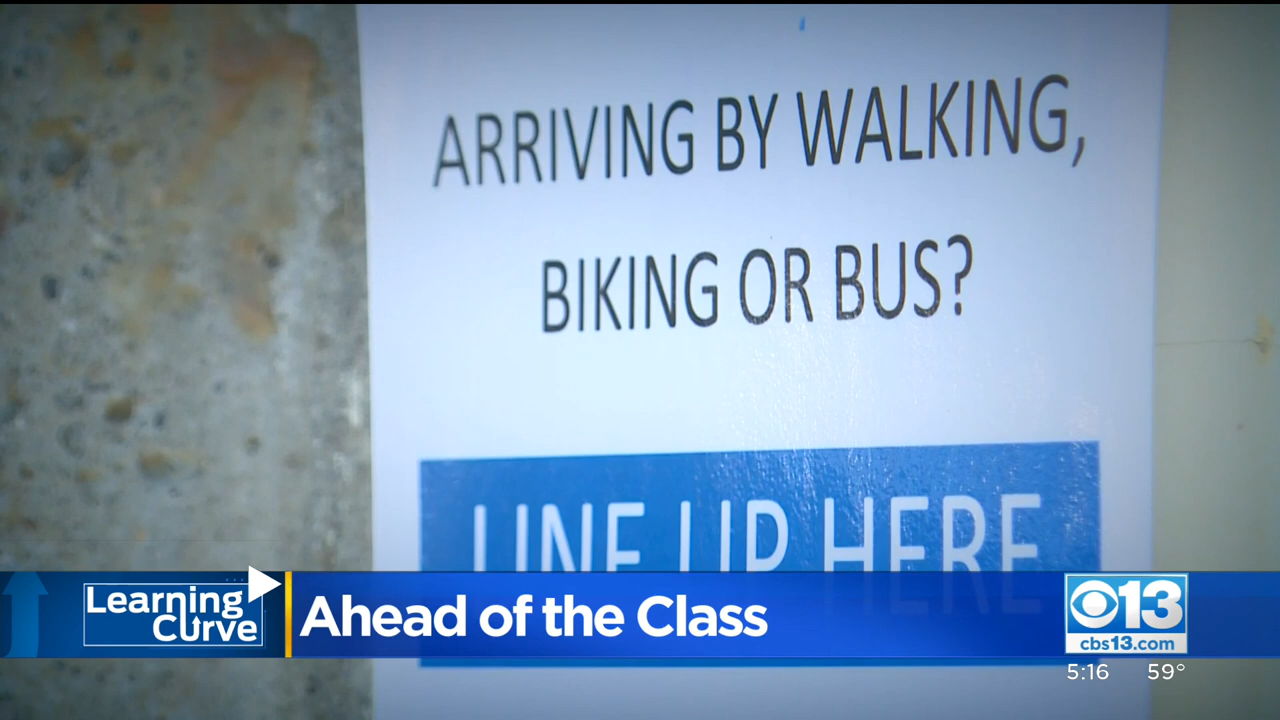 ARRIVING BY WALKING,
BIKING OR BUS?
LINE UP HERE
Learning
Curve
Ahead of the Class
13
cbs13.com
5:16 59°